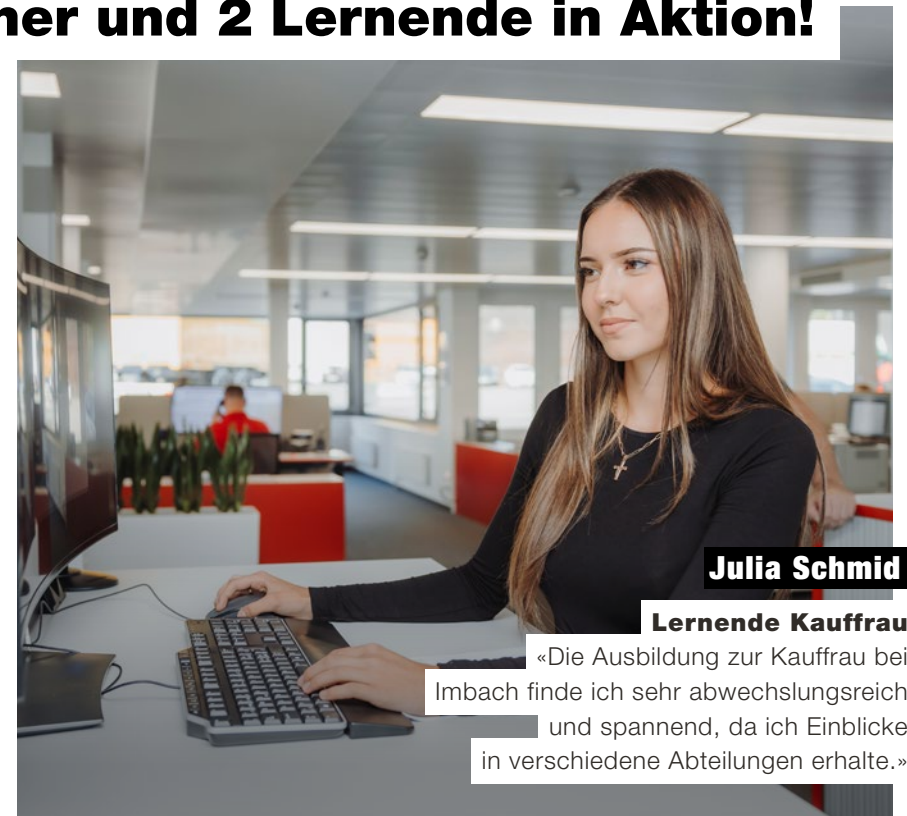 und 2 Lernende in Aktion!
Julia Schmid
Lernende Kauffrau
«Die Ausbildung zur Kauffrau bei
Imbach finde ich sehr abwechslungsreich
und spannend, da ich Einblicke
in verschiedene Abteilungen erhalte.»